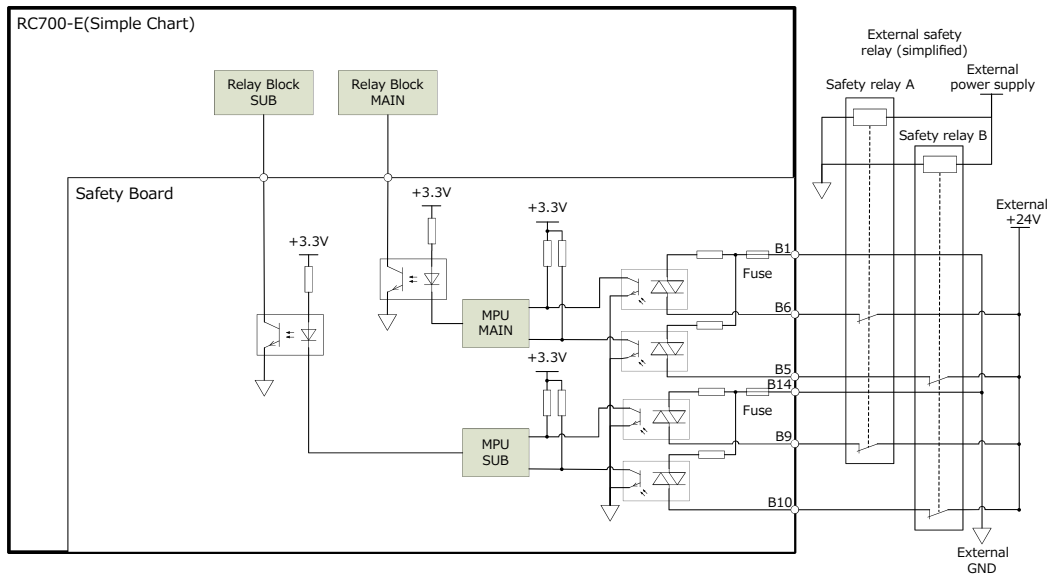 RC700-E(Simple Chart)
External safety
relay (simplified)
External
power supply
Safety relay A
Safety relay B
Relay Block
SUB
Relay Block
MAIN
Safety Board
+3.3V
+3.3V
+3.3V
External
+24V
B1
Fuse
MPU
MAIN
B6
+3.3V
B5
B14
Fuse
MPU
SUB
B9
B10
External
GND